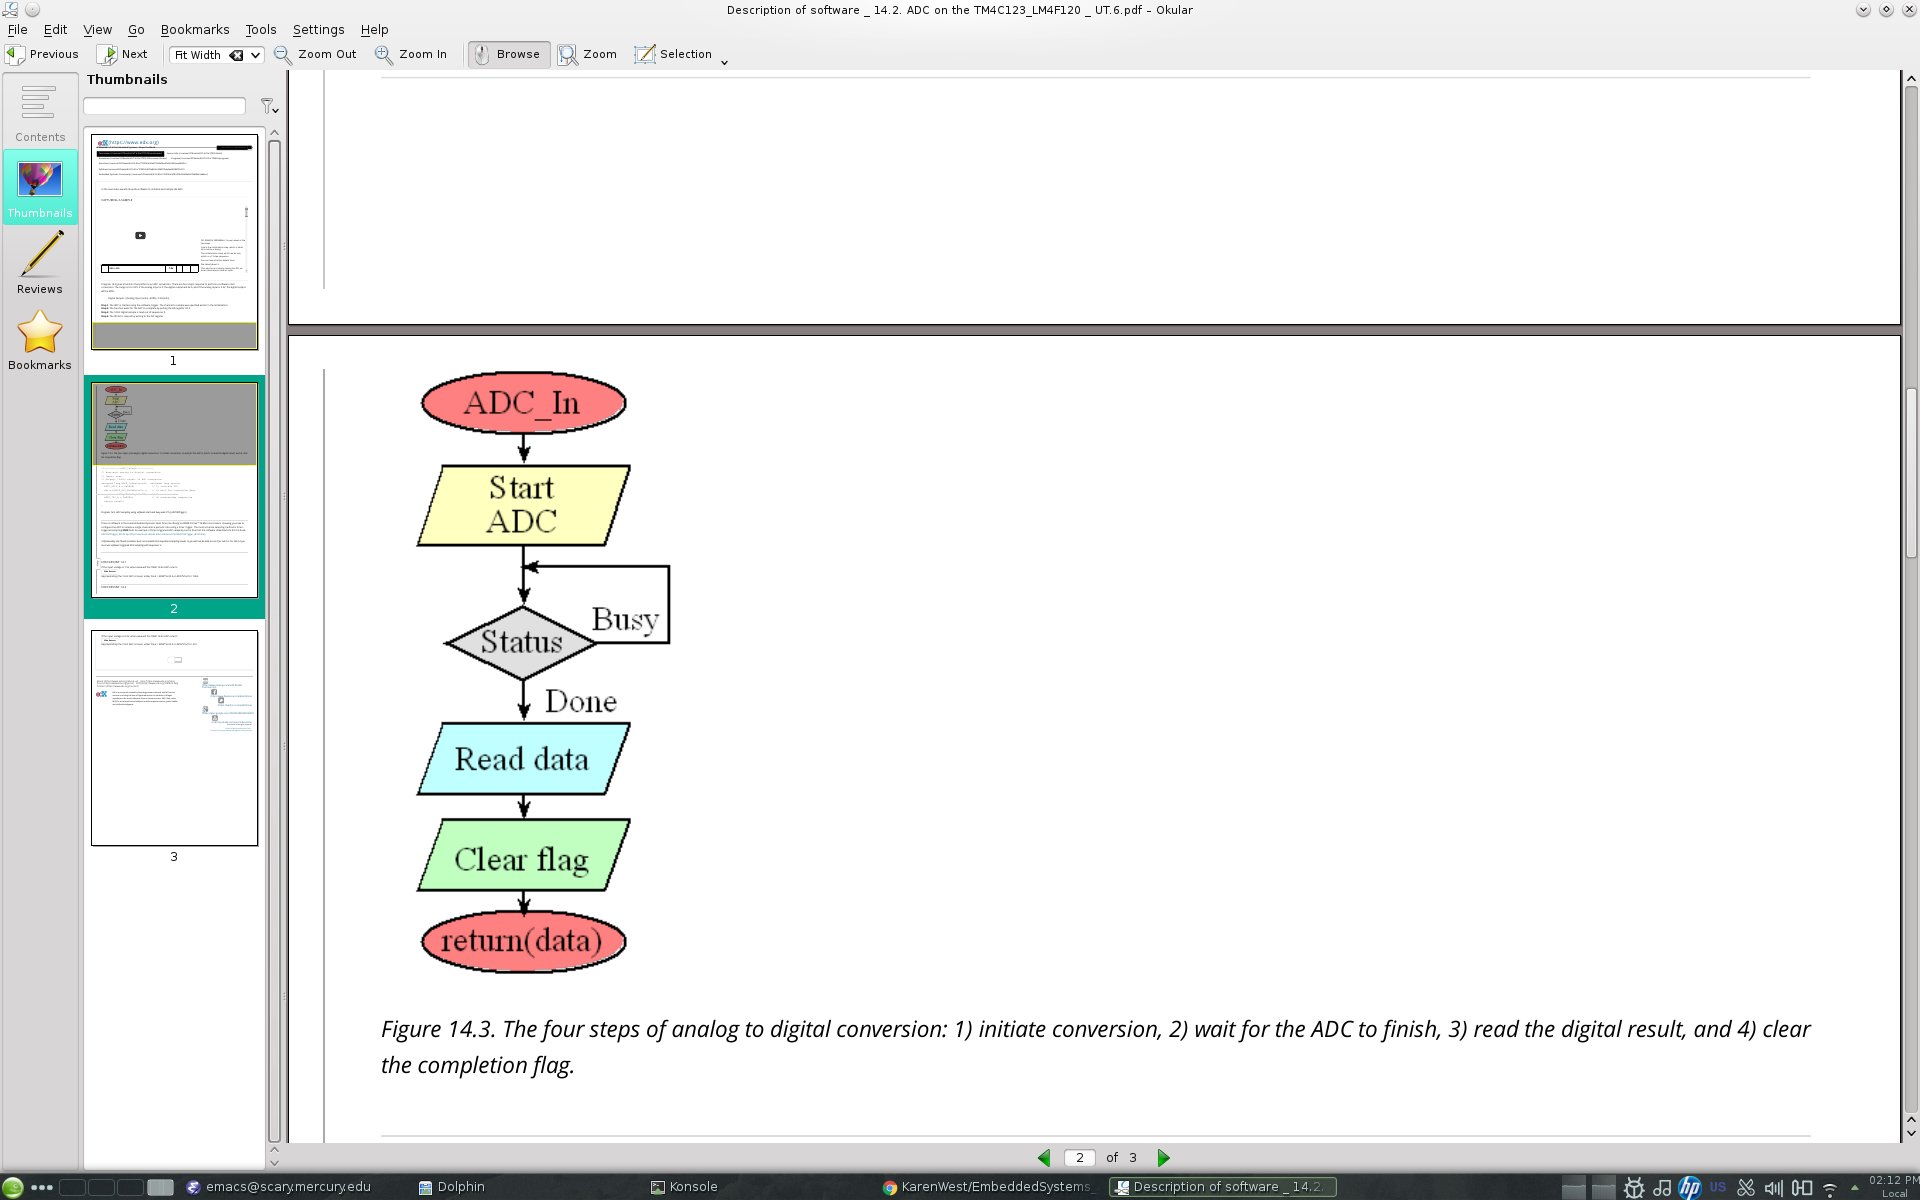 Description of software _ 14.2. ADC on the TM4C123_LM4F120 _ UT.6.pdf – Okular
File Edit View Go Bookmarks Tools Settings Help
Previous Next Fit Width Zoom Out Zoom In Browse Zoom Selection
Thumbnails
Contents
Thumbnails
Reviews
Bookmarks
1
2
3
ADC_In
Start
ADC
Busy
Status
Done
Read data
Clear flag
return(data)
Figure 14.3. The four steps of analog to digital conversion: 1) initiate conversion, 2) wait for the ADC to finish, 3) read the digital result, and 4) clear
the completion flag.
2 of 3
emacs@scary.mercury.edu Dolphin Konsole KarenWest/EmbeddedSystems Description of software _ 14.2. hp US 02:12 PM
Local